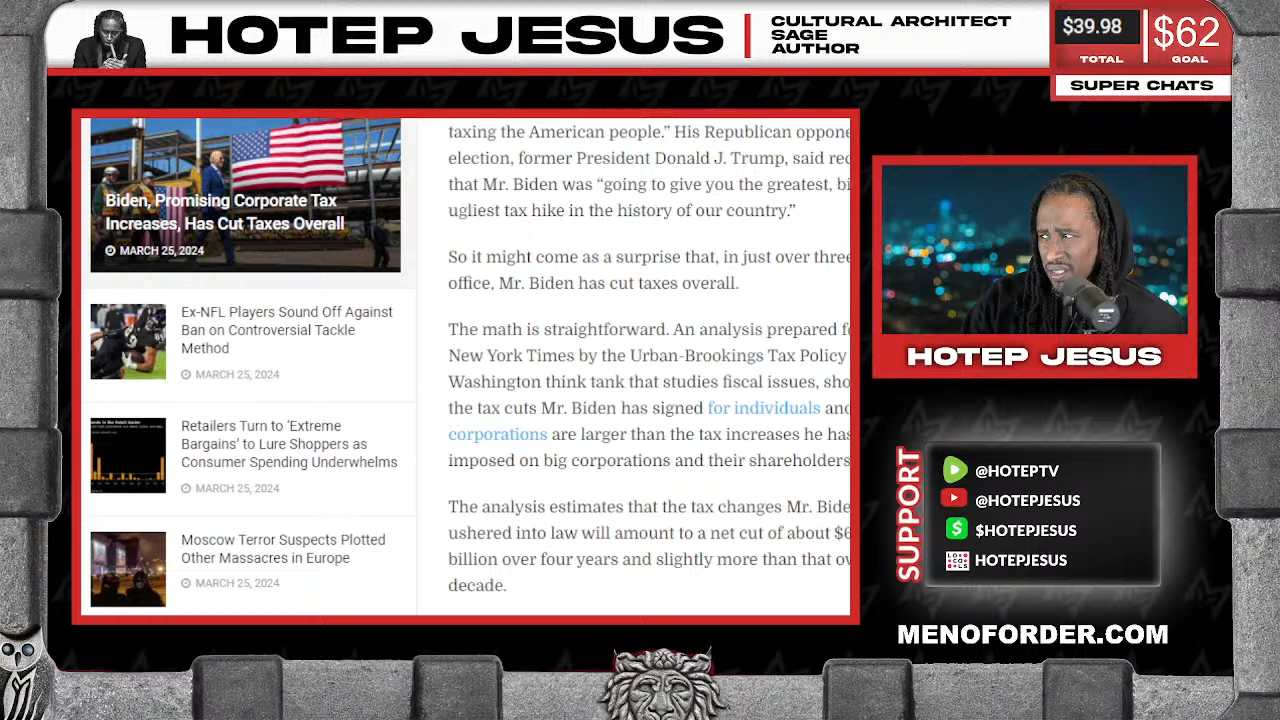 HOTEP JESUS
CULTURAL ARCHITECT
SAGE
AUTHOR
$39.98
TOTAL
$62
GOAL
SUPER CHATS
Biden, Promising Corporate Tax
Increases, Has Cut Taxes Overall
MARCH 25, 2024
Ex-NFL Players Sound Off Against
Ban on Controversial Tackle
Method
MARCH 25, 2024
Retailers Turn to ‘Extreme
Bargains’ to Lure Shoppers as
Consumer Spending Underwhelms
MARCH 25, 2024
Moscow Terror Suspects Plotted
Other Massacres in Europe
MARCH 25, 2024
taxing the American people.” His Republican oppone
election, former President Donald J. Trump, said rec
that Mr. Biden was “going to give you the greatest, bi
ugliest tax hike in the history of our country.”
So it might come as a surprise that, in just over three
office, Mr. Biden has cut taxes overall.
The math is straightforward. An analysis prepared fo
New York Times by the Urban-Brookings Tax Policy
Washington think tank that studies fiscal issues, sho
the tax cuts Mr. Biden has signed for individuals and
corporations are larger than the tax increases he has
imposed on big corporations and their shareholders
The analysis estimates that the tax changes Mr. Bide
ushered into law will amount to a net cut of about $6
billion over four years and slightly more than that ov
decade.
HOTEP JESUS
SUPPORT
@HOTEPTV
@HOTEPJESUS
$HOTEPJESUS
HOTEPJESUS
MENOFORDER.COM